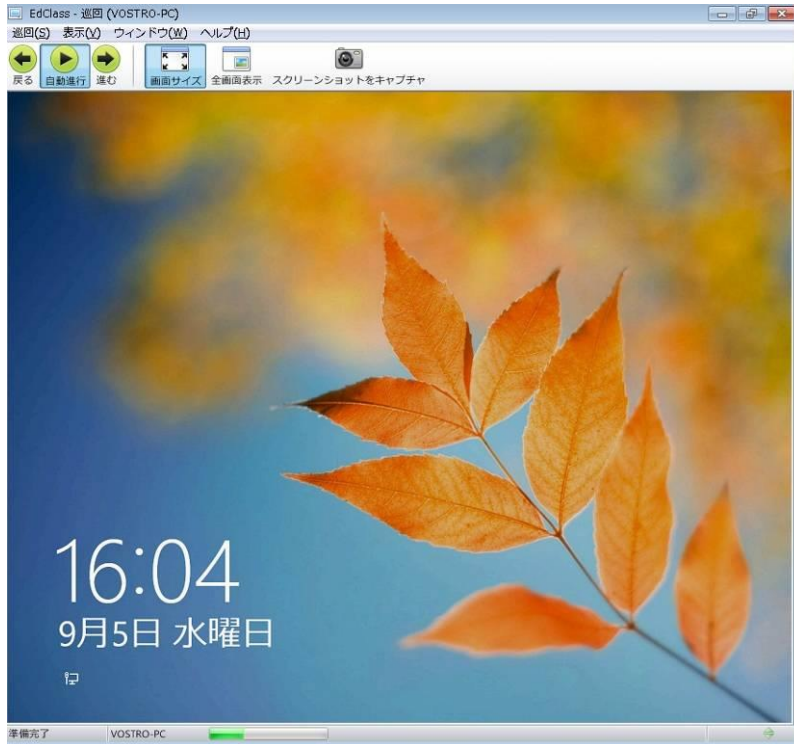 EdClass - 巡回 (VOSTRO-PC)
巡回(S) 表示(V) ウィンドウ(W) ヘルプ(H)
戻る 自動進行 進む 画面サイズ 全画面表示 スクリーンショットをキャプチャ
16:04
9月5日 水曜日
準備完了 VOSTRO-PC